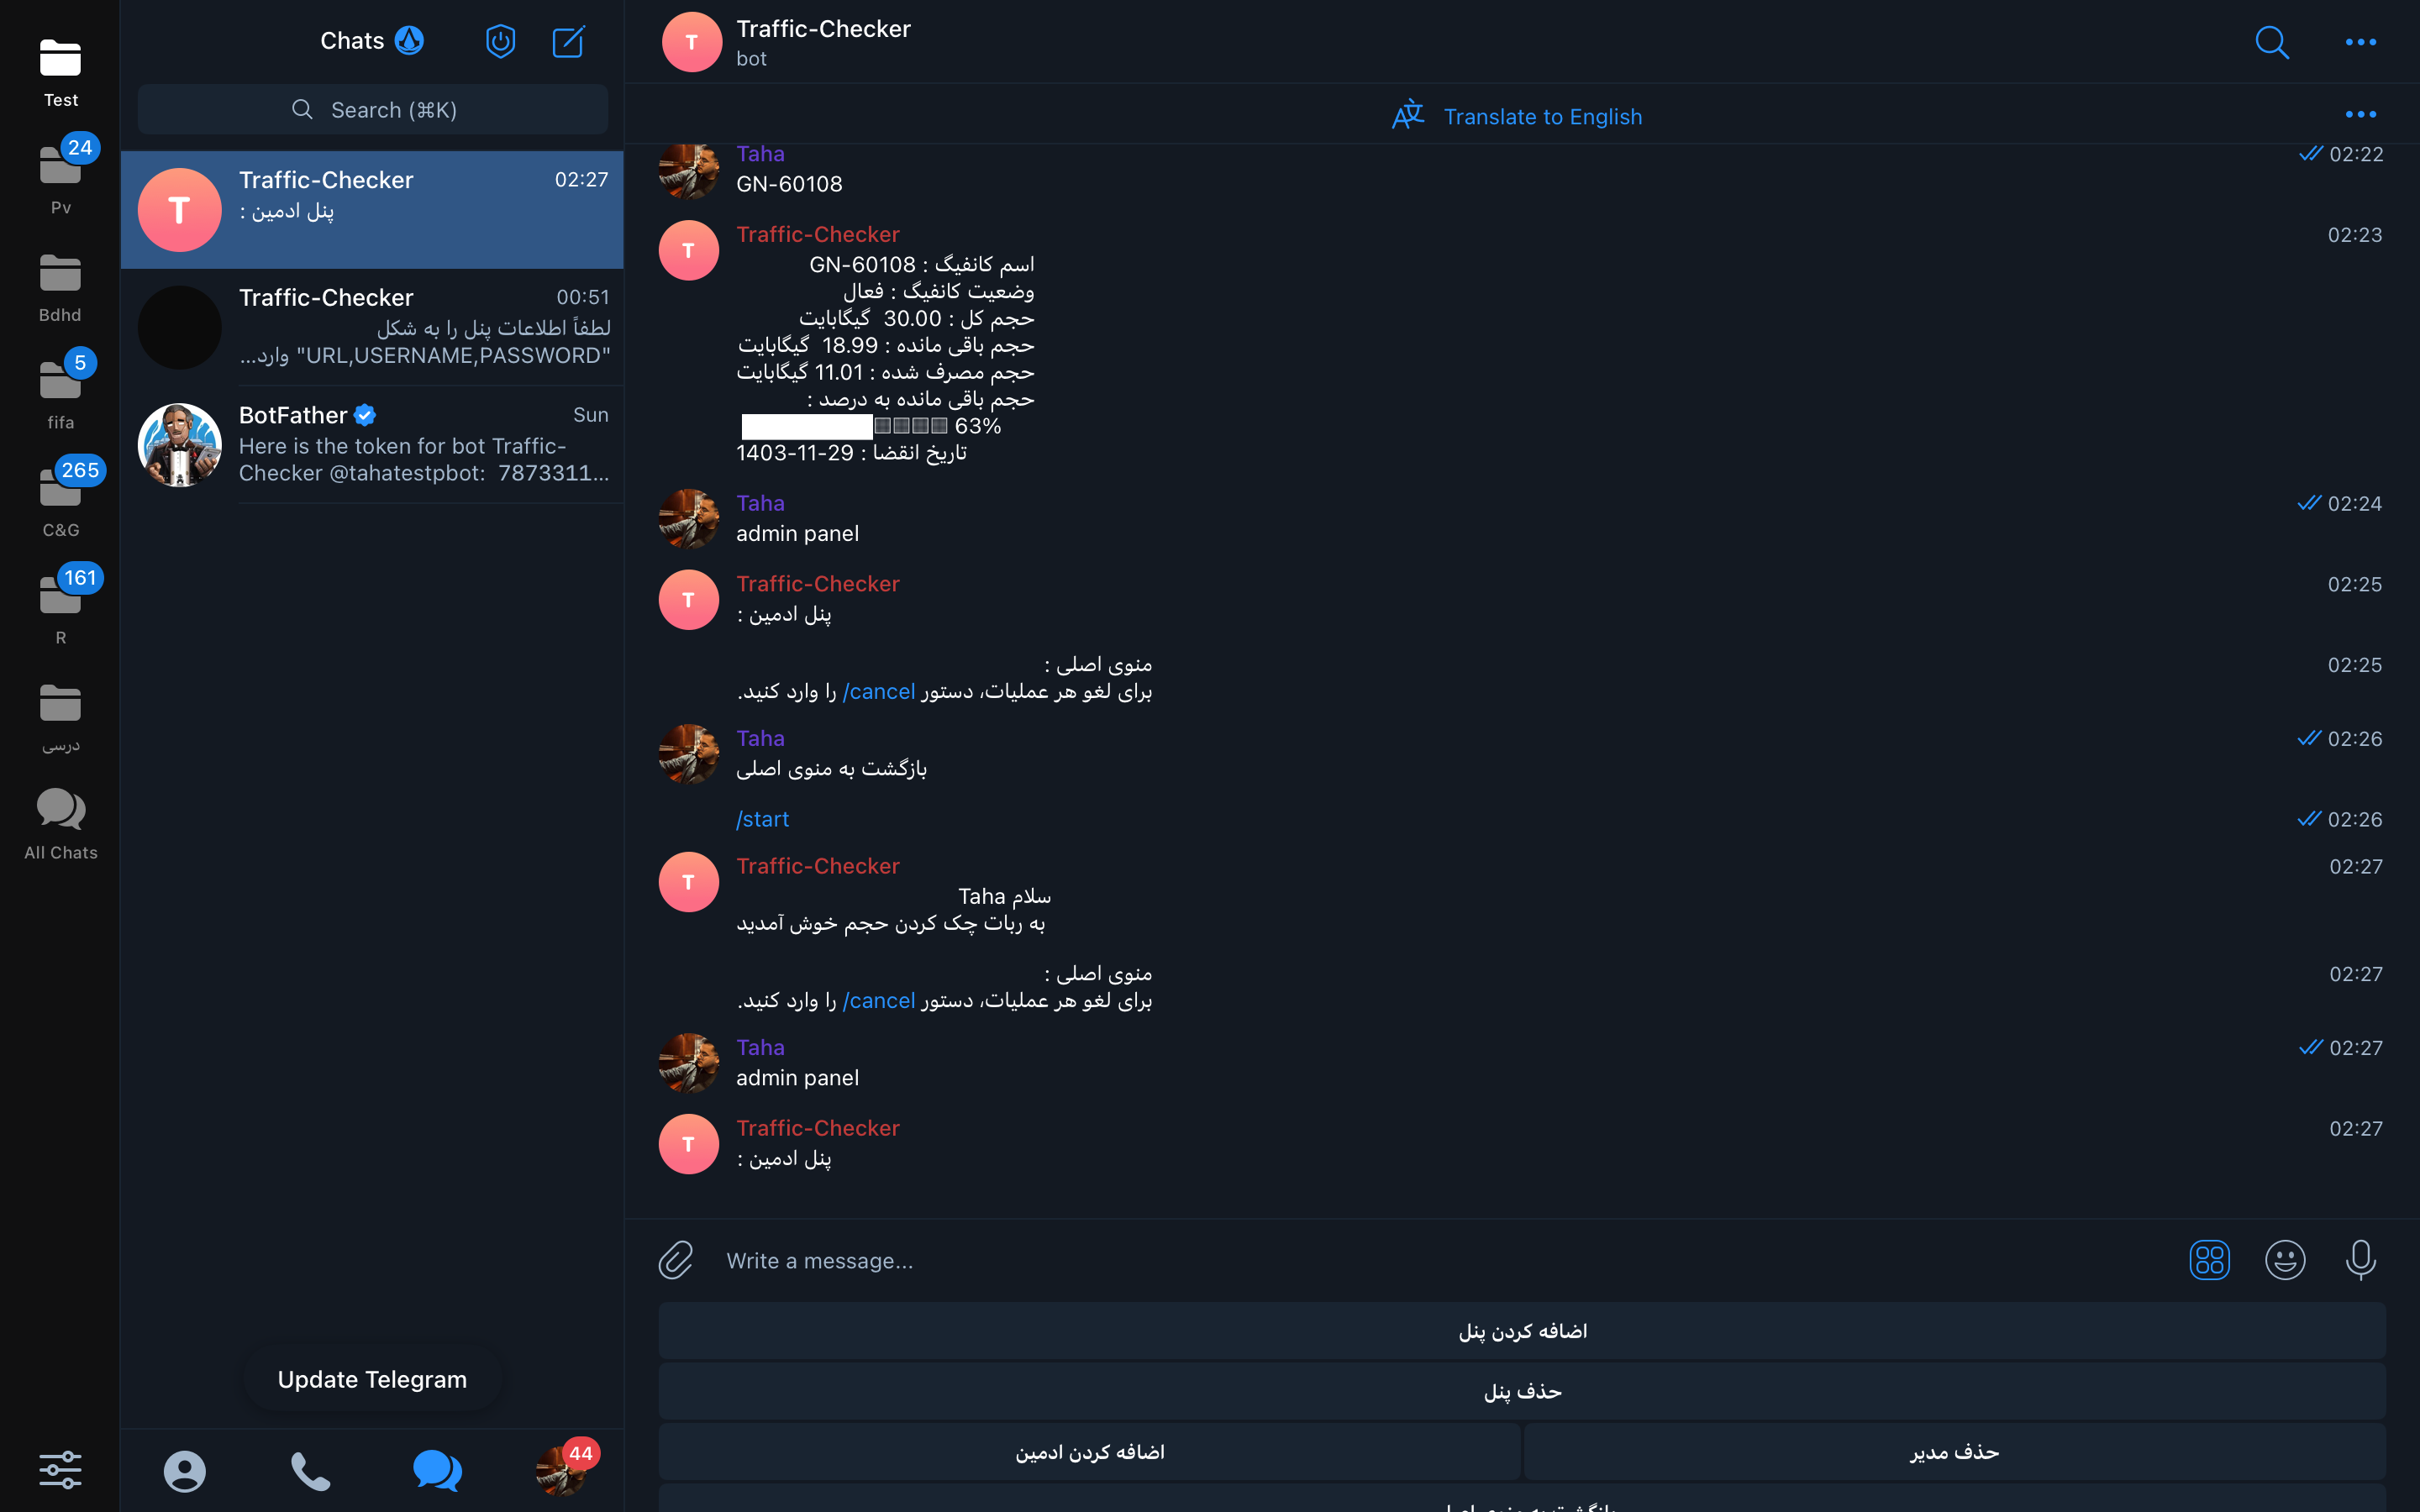 Test
24
Pv
Bdhd
5
fifa
265
C&G
161
R
درسی
All Chats
Chats
Search (⌘K)
Traffic-Checker 02:27
پنل ادمین :
Traffic-Checker 00:51
لطفاً اطلاعات پنل را به شکل
"URL,USERNAME,PASSWORD" وارد...
BotFather Sun
Here is the token for bot Traffic-
Checker @tahatestpbot: 7873311...
Update Telegram
44
T
Traffic-Checker
bot
Translate to English
Taha 02:22
GN-60108
Traffic-Checker 02:23
اسم کانفیگ : GN-60108
وضعیت کانفیگ : فعال
حجم کل : 30.00 گیگابایت
حجم باقی مانده : 18.99 گیگابایت
حجم مصرف شده : 11.01 گیگابایت
حجم باقی مانده به درصد :
63%
تاریخ انقضا : 29-11-1403
Taha 02:24
admin panel
Traffic-Checker 02:25
پنل ادمین :
منوی اصلی : 02:25
برای لغو هر عملیات، دستور /cancel را وارد کنید.
Taha 02:26
بازگشت به منوی اصلی
/start 02:26
Traffic-Checker 02:27
سلام Taha
به ربات چک کردن حجم خوش آمدید
منوی اصلی : 02:27
برای لغو هر عملیات، دستور /cancel را وارد کنید.
Taha 02:27
admin panel
Traffic-Checker 02:27
پنل ادمین :
Write a message...
اضافه کردن پنل
حذف پنل
اضافه کردن ادمین
حذف مدیر